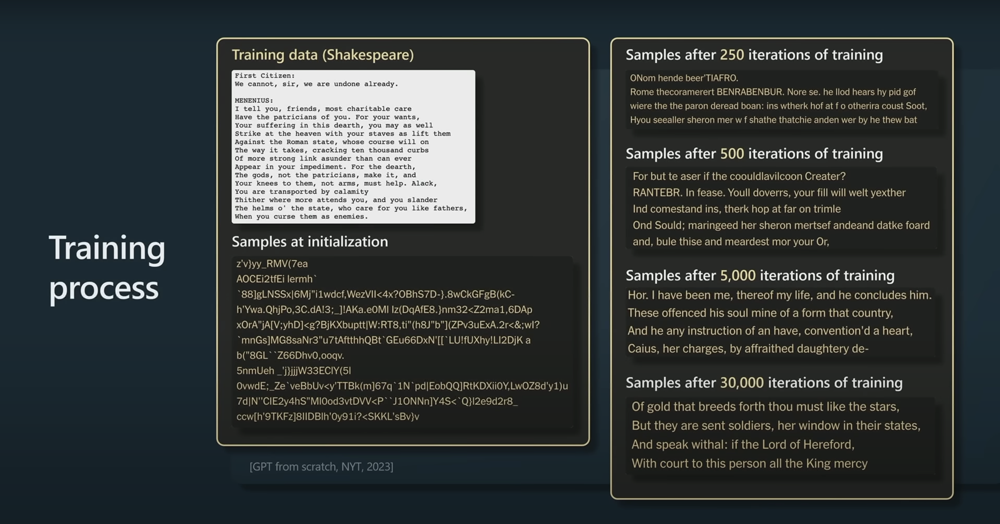 Training
process
Training data (Shakespeare)
First Citizen:
We cannot, sir, we are undone already.
MENENIUS:
I tell you, friends, most charitable care
Have the patricians of you. For your wants,
Your suffering in this dearth, you may as well
Strike at the heaven with your staves as lift them
Against the Roman state, whose course will on
The way it takes, cracking ten thousand curbs
Of more strong link asunder than can ever
Appear in your impediment. For the dearth,
The gods, not the patricians, make it, and
Your knees to them, not arms, must help. Alack,
You are transported by calamity
Thither where more attends you, and you slander
The helms o' the state, who care for you like fathers,
When you curse them as enemies.
Samples at initialization
z'v}yy_RMV(7ea
AOCEi2tfEi lermh`
`88]gLNSSx|6Mj"i1wdcf,WezVII<4x?OBhS7D-}.8wCkGFgB(kC-
h'Ywa.QhjPo,3C.dA!3;_]!AKa.e0MI Iz(DqAfE8.}nm32<Z2ma1,6DAp
xOrA"jA[V;yhD]<g?BjKXbuptt|W:RT8,ti"(h8J"b"](ZPv3uExA.2r<&;wI?
`mnGs]MG8saNr3"u7tAftthhQBt`GEu66DxN'[[`LU!fUXhy!LI2DjK a
b("8GL``Z66Dhv0,ooqv.
5nmUeh _'j}jjjW33ECIY(5l
0vwdE;_Ze`veBbUv<y'TTBk(m]67q`1N`pd|EobQQ]RtKDXii0Y,LwOZ8d'y1)u
7d|N''CIE2y4hS"MI0od3vtDVV<P``J1ONNn]Y4S<`Q}l2e9d2r8_
ccw[h'9TKFz]8IIDBlh'0y91i?<SKKL'sBv}v
[GPT from scratch, NYT, 2023]
Samples after 250 iterations of training
ONom hende beer'TIAFRO.
Rome thecoramerert BENRABENBUR. Nore se. he llod hears hy pid gof
wiere the the paron deread boan: ins wtherk hof at f o otherira coust Soot,
Hyou seealler sheron mer w f shathe thatchie anden wer by he thew bat
Samples after 500 iterations of training
For but te aser if the coouldlavilcoon Creater?
RANTEBR. In fease. Youll doverrs, your fill will welt yexther
Ind comestand ins, therk hop at far on trimle
Ond Sould; maringeed her sheron mertsef andeand datke foard
and, bule thise and meardest mor your Or,
Samples after 5,000 iterations of training
Hor. I have been me, thereof my life, and he concludes him.
These offenced his soul mine of a form that country,
And he any instruction of an have, convention'd a heart,
Caius, her charges, by affraithed daughtery de-
Samples after 30,000 iterations of training
Of gold that breeds forth thou must like the stars,
But they are sent soldiers, her window in their states,
And speak withal: if the Lord of Hereford,
With court to this person all the King mercy